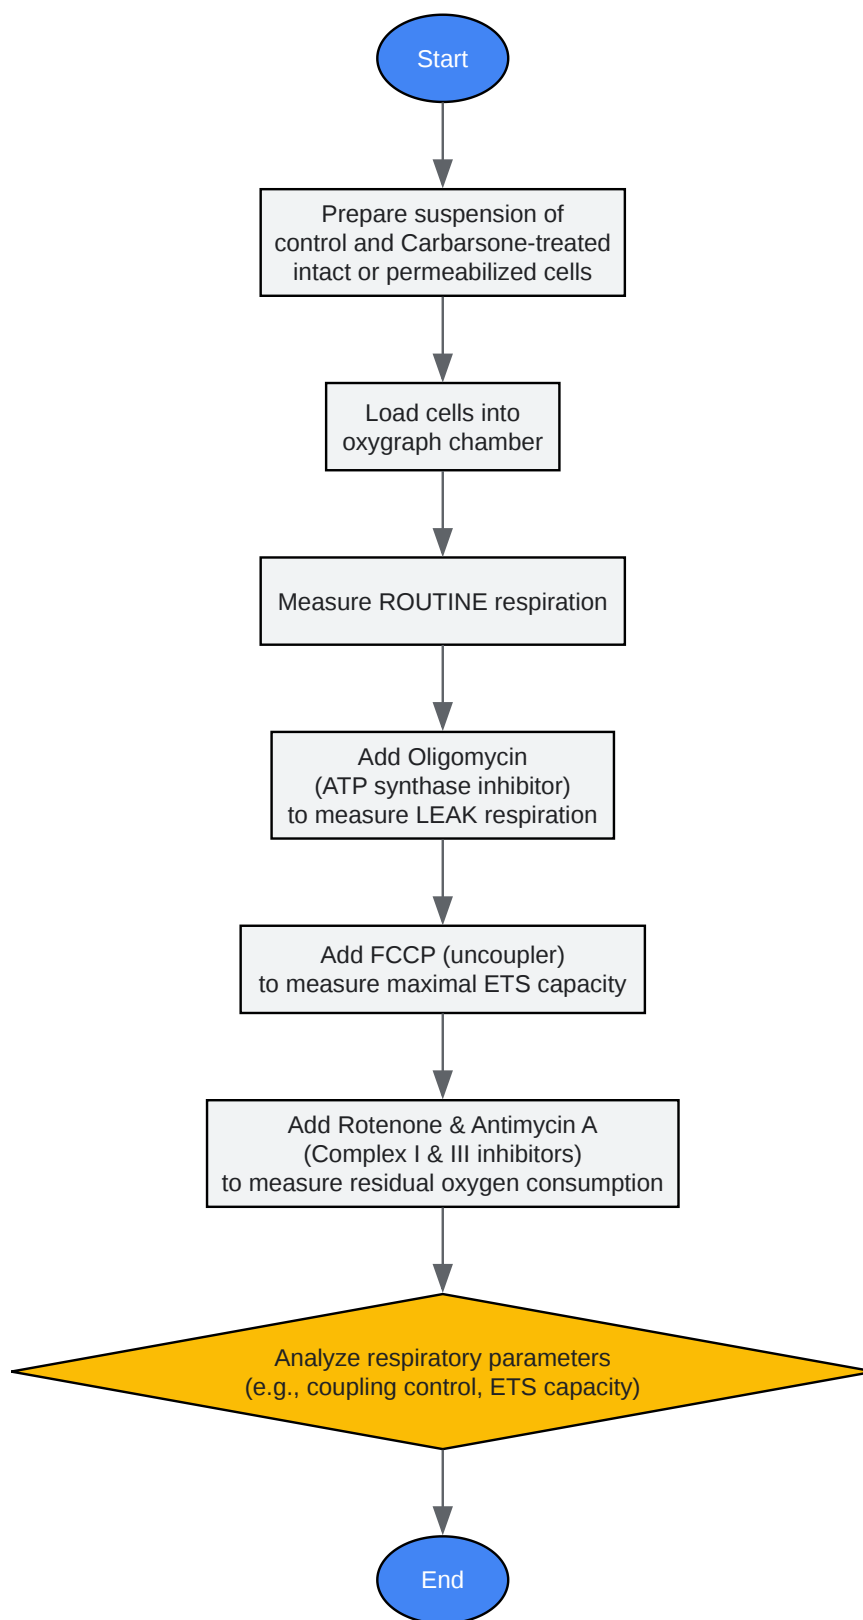 Start
Prepare suspension of
control and Carbarsone-treated
intact or permeabilized cells
Load cells into
oxygraph chamber
Measure ROUTINE respiration
Add Oligomycin
(ATP synthase inhibitor)
to measure LEAK respiration
Add FCCP (uncoupler)
to measure maximal ETS capacity
Add Rotenone & Antimycin A
(Complex I & III inhibitors)
to measure residual oxygen consumption
Analyze respiratory parameters
(e.g., coupling control, ETS capacity)
End